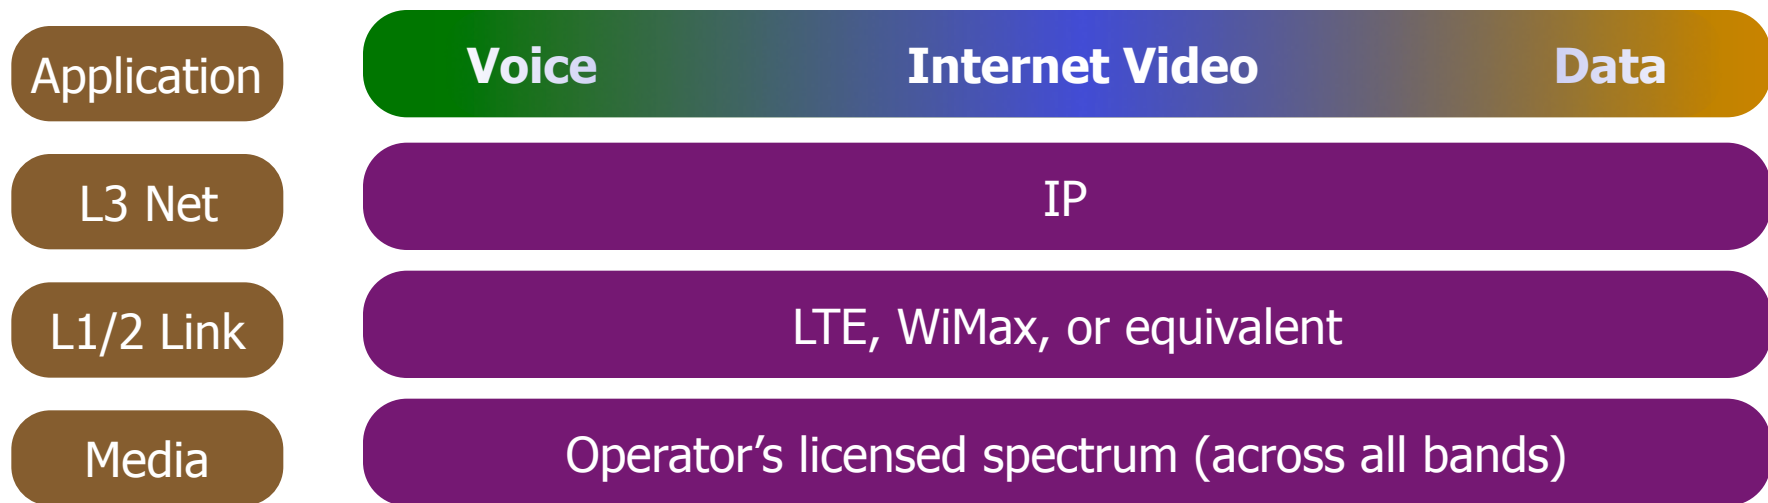 Application
Voice Internet Video Data
L3 Net
IP
L1/2 Link
LTE, WiMax, or equivalent
Media
Operator’s licensed spectrum (across all bands)